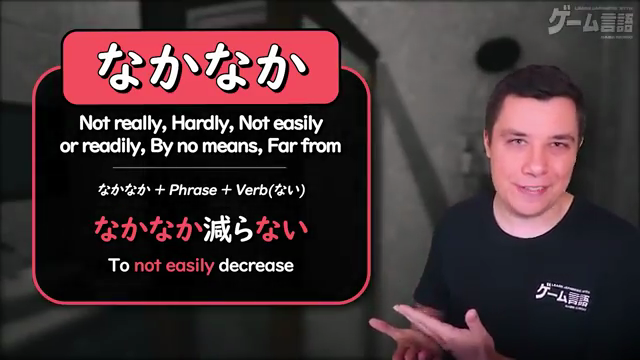 なかなか
Not really, Hardly, Not easily
or readily, By no means, Far from
なかなか + Phrase + Verb(ない)
なかなか減らない
To not easily decrease
ゲーム言語
ゲーム言語